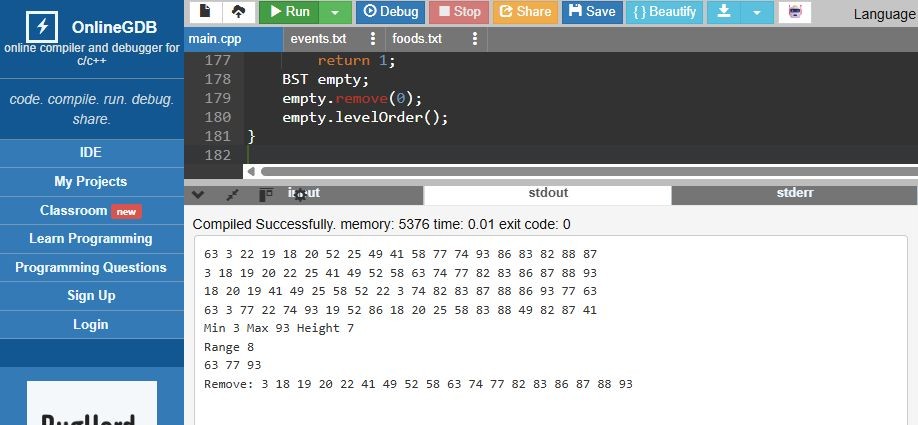 OnlineGDB
online compiler and debugger for
c/c++
code. compile. run. debug.
share.
IDE
My Projects
Classroom new
Learn Programming
Programming Questions
Sign Up
Login
Run Debug Stop Share Save { } Beautify Language
main.cpp events.txt foods.txt
177 return 1;
178 BST empty;
179 empty.remove(0);
180 empty.levelOrder();
181 }
182
stdout stderr
Compiled Successfully. memory: 5376 time: 0.01 exit code: 0
63 3 22 19 18 20 52 25 49 41 58 77 74 93 86 83 82 88 87
3 18 19 20 22 25 41 49 52 58 63 74 77 82 83 86 87 88 93
18 20 19 41 49 25 58 52 22 3 74 82 83 87 88 86 93 77 63
63 3 77 22 74 93 19 52 86 18 20 25 58 83 88 49 82 87 41
Min 3 Max 93 Height 7
Range 8
63 77 93
Remove: 3 18 19 20 22 41 49 52 58 63 74 77 82 83 86 87 88 93